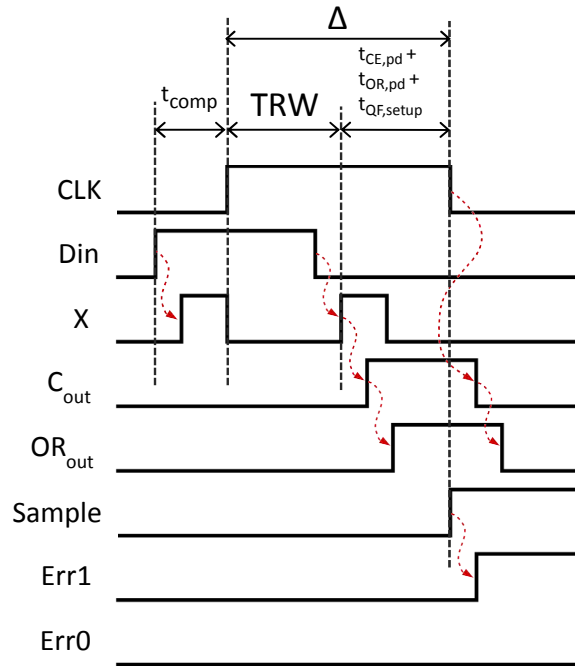 Δ
t_CE,pd +
t_OR,pd +
t_QF,setup
t_comp
TRW
CLK
Din
X
C_out
OR_out
Sample
Err1
Err0